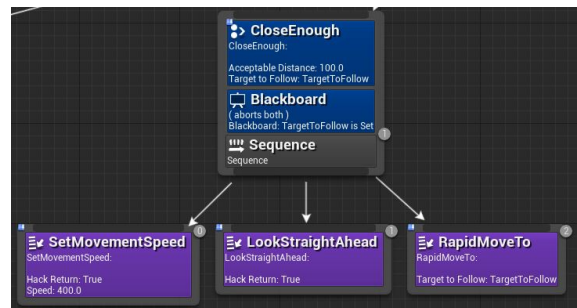 CloseEnough
CloseEnough:
Acceptable Distance: 100.0
Target to Follow: TargetToFollow
Blackboard
( aborts both )
Blackboard: TargetToFollow is Set
1
Sequence
Sequence
0
SetMovementSpeed
SetMovementSpeed:
Hack Return: True
Speed: 400.0
1
LookStraightAhead
LookStraightAhead:
Hack Return: True
2
RapidMoveTo
RapidMoveTo:
Target to Follow: TargetToFollow